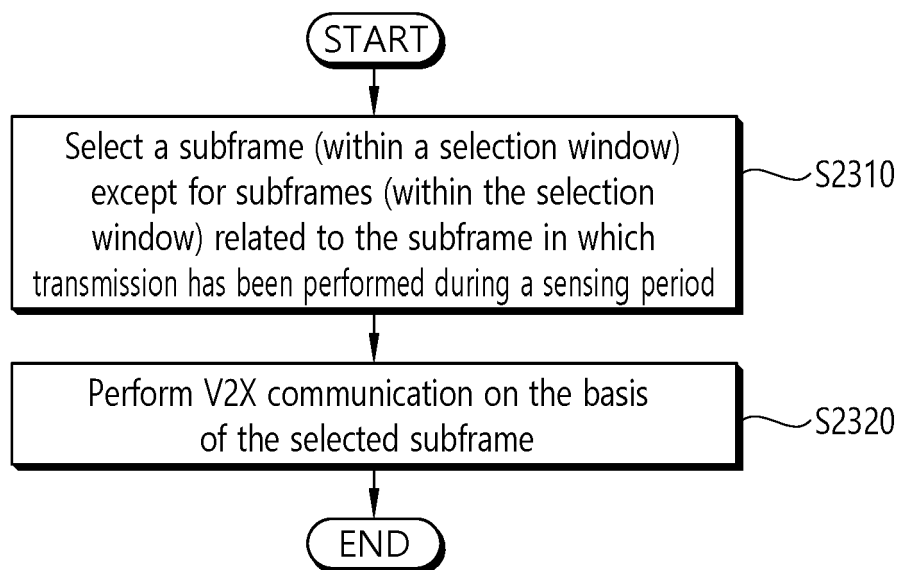 START
Select a subframe (within a selection window)
except for subframes (within the selection
window) related to the subframe in which
transmission has been performed during a sensing period
S2310
Perform V2X communication on the basis
of the selected subframe
S2320
END